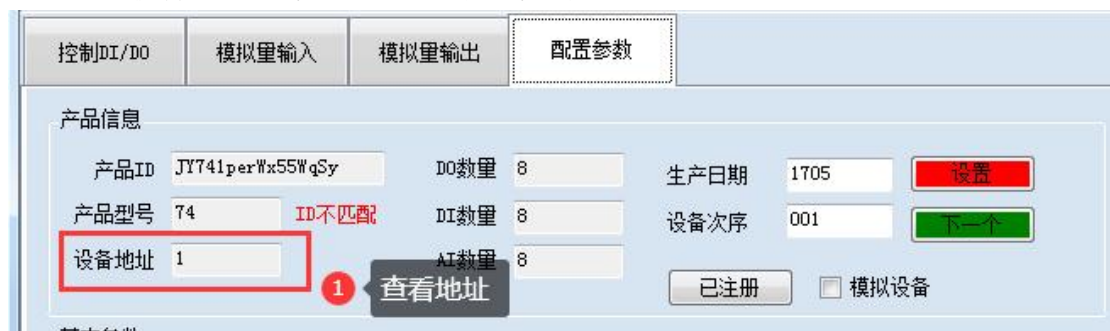 控制DI/DO 模拟量输入 模拟量输出 配置参数
产品信息
产品ID JY741perWx55WqSy DO数量 8 生产日期 1705 设置
产品型号 74 ID不匹配 DI数量 8 设备次序 001 下一个
设备地址 1 AI数量 8
1 查看地址 已注册 模拟设备